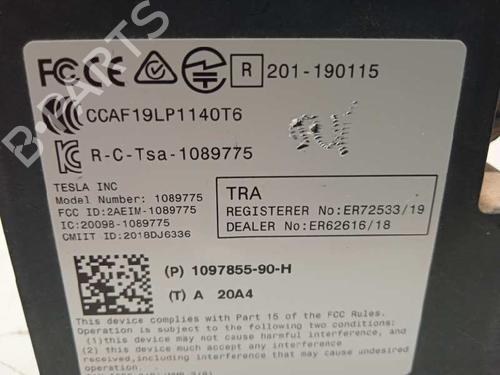 FC CE
R 201-190115
CCAF19LP1140T6
R-C-Tsa-1089775
TESLA INC
Model Number: 1089775
FCC ID:2AEIM-1089775
IC:20098-1089775
CMIIT ID:2018DJ6336
TRA
REGISTERER No:ER72533/19
DEALER No:ER62616/18
(P) 1097855-90-H
(T) A 20A4
This device complies with Part 15 of the FCC Rules.
Operation is subject to the following two conditions:
(1)this device may not cause harmful interference, and
(2) this device must accept any interference
received,including interference that may cause undesired
operation.
B-PARTS